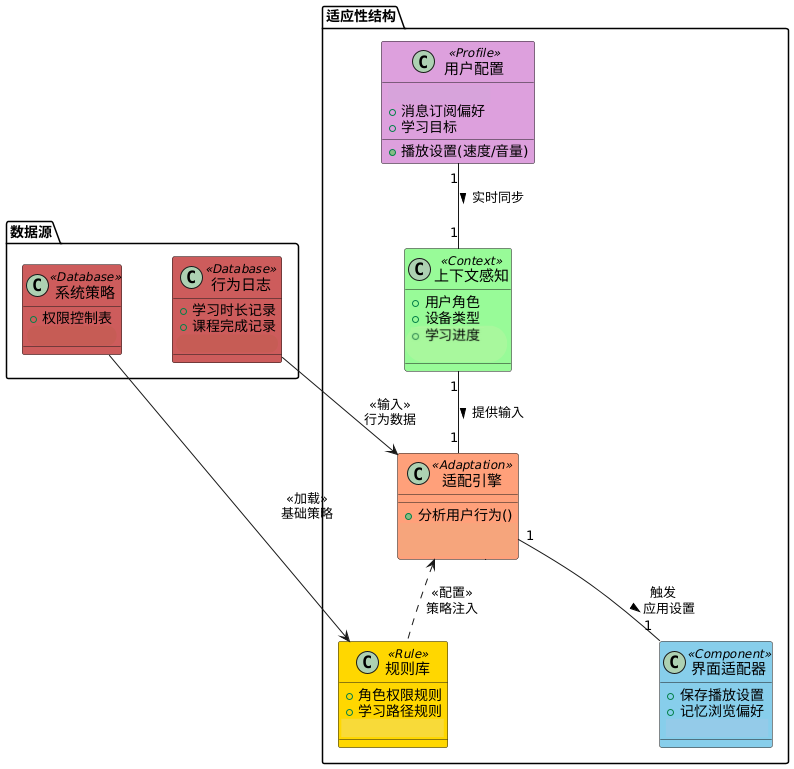 适应性结构
C «Profile»
用户配置
消息订阅偏好
学习目标
播放设置(速度/音量)
1
实时同步
1
数据源
C «Database»
系统策略
权限控制表
C «Database»
行为日志
学习时长记录
课程完成记录
C «Context»
上下文感知
用户角色
设备类型
学习进度
1
提供输入
1
«输入»
行为数据
C «Adaptation»
适配引擎
分析用户行为()
«加载»
基础策略
1
«配置»
策略注入
触发
应用设置
1
C «Rule»
规则库
角色权限规则
学习路径规则
C «Component»
界面适配器
保存播放设置
记忆浏览偏好